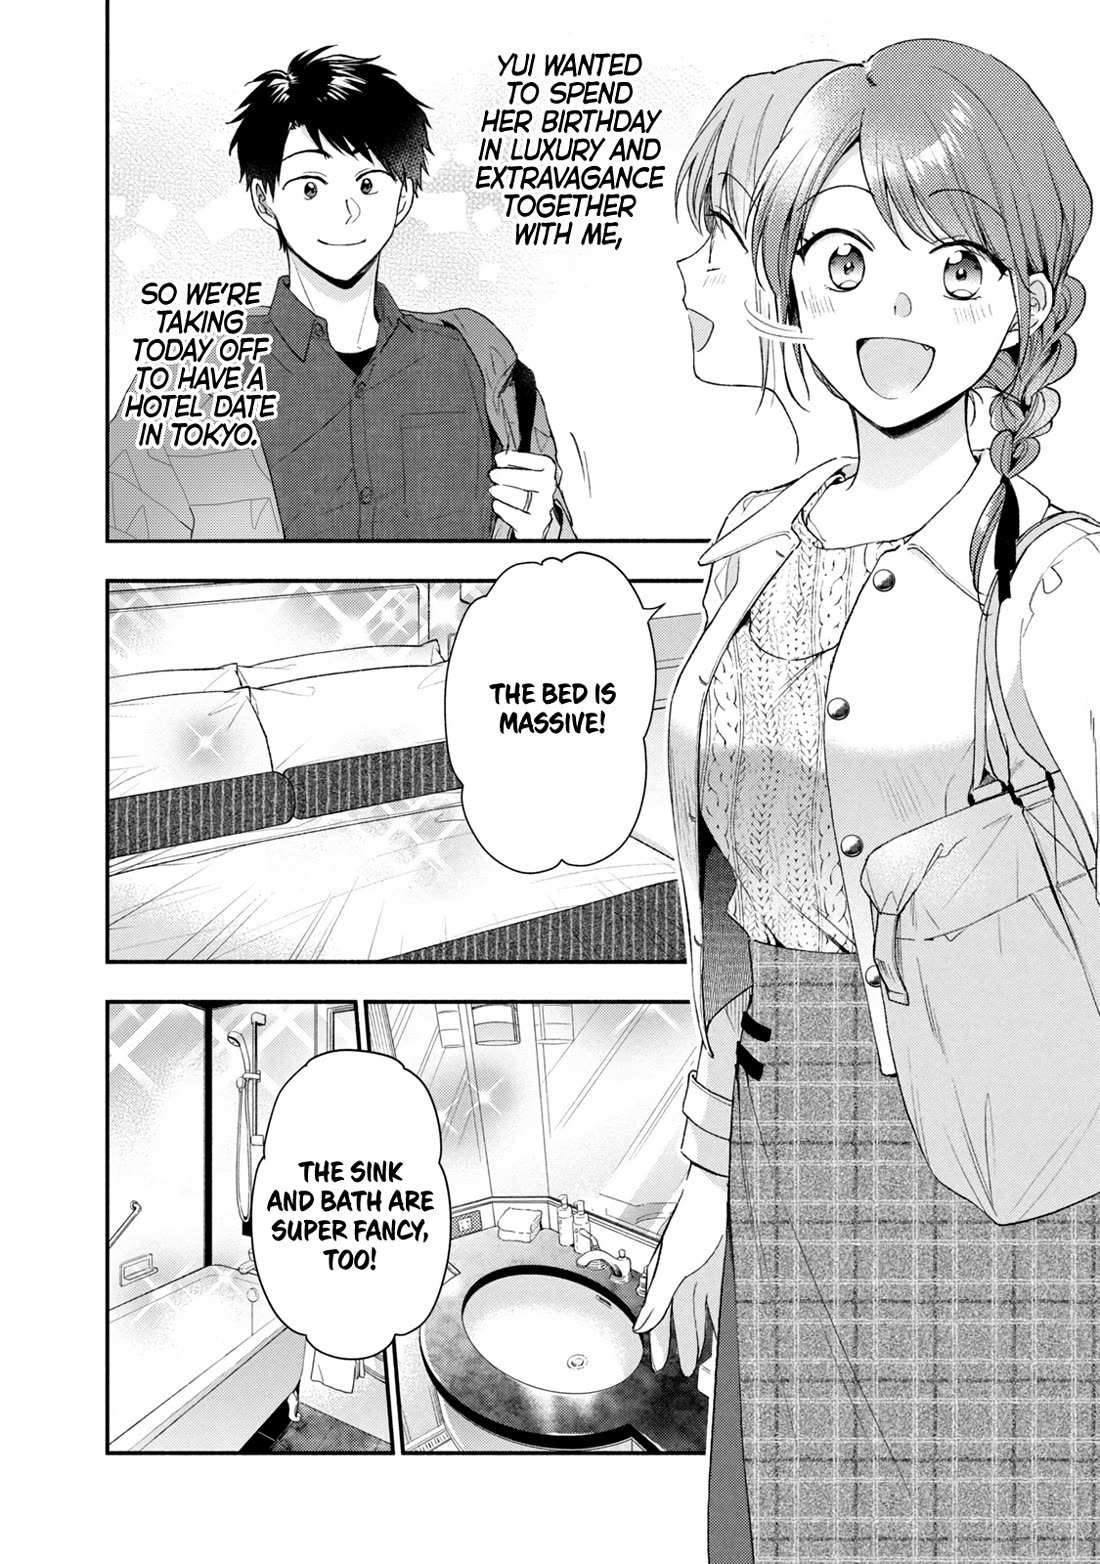 YUI WANTED
TO SPEND
HER BIRTHDAY
IN LUXURY AND
EXTRAVAGANCE
TOGETHER
WITH ME,
SO WE'RE
TAKING
TODAY OFF
TO HAVE A
HOTEL DATE
IN TOKYO.
THE BED IS
MASSIVE!
THE SINK
AND BATH ARE
SUPER FANCY,
TOO!